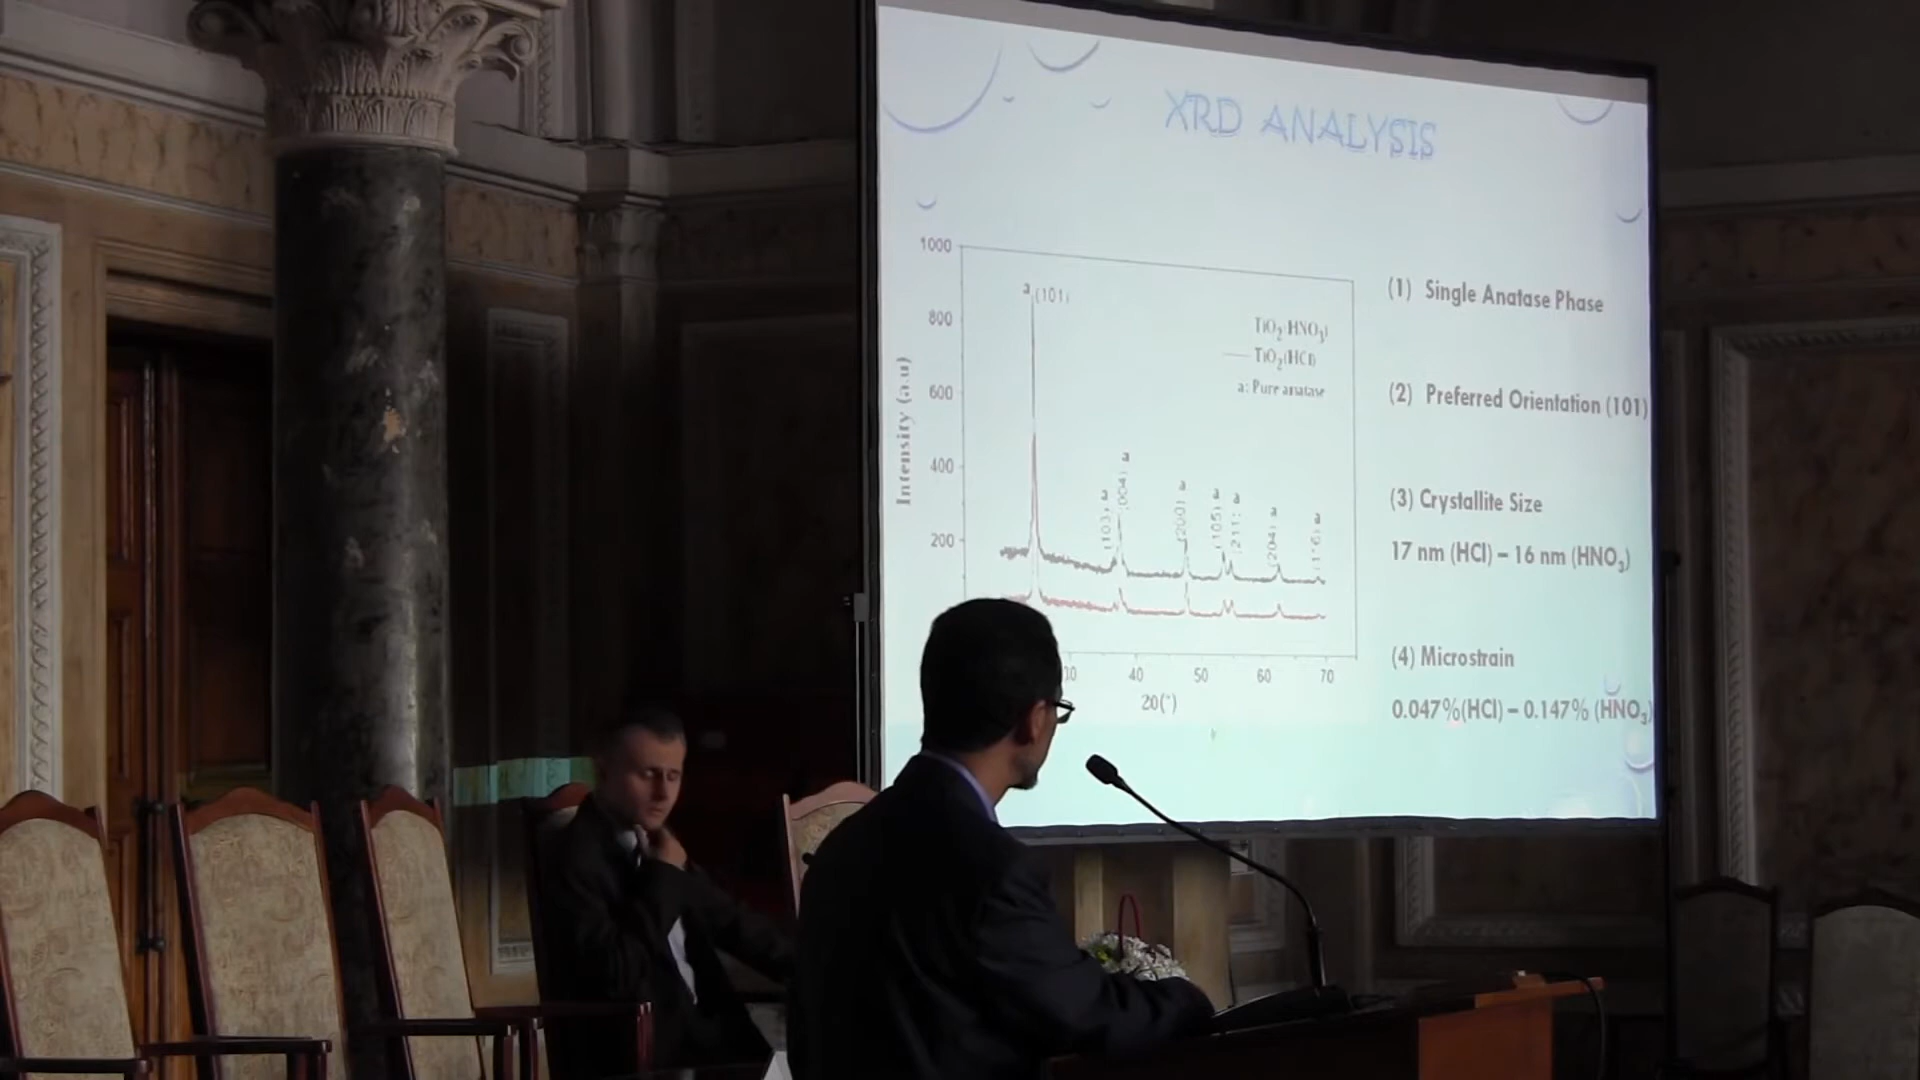 XRD ANALYSIS
1000
800
600
400
200
Intensity (a.u)
a (101)
a (103)
a (004)
a (200)
a (105)
a (211)
a (204)
a (116)
TiO2(HNO3)
TiO2(HCl)
a: Pure anatase
30 40 50 60 70
2θ(°)
(1) Single Anatase Phase
(2) Preferred Orientation (101)
(3) Crystallite Size
17 nm (HCl) – 16 nm (HNO3)
(4) Microstrain
0.047%(HCl) – 0.147% (HNO3)